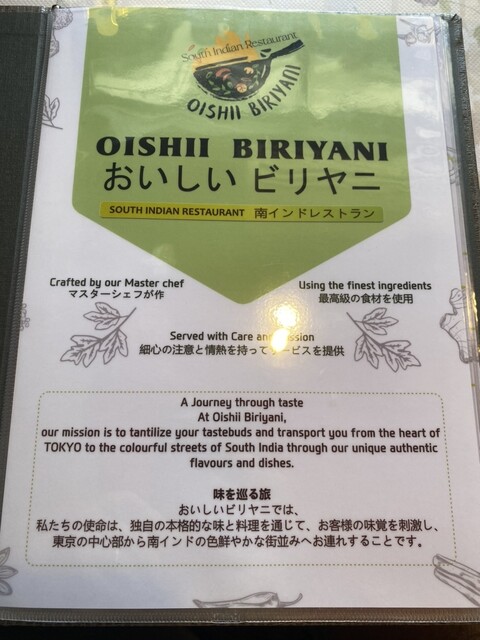 South Indian Restaurant
OISHII BIRIYANI
OISHII BIRIYANI
おいしい ビリヤニ
SOUTH INDIAN RESTAURANT 南インドレストラン
Crafted by our Master chef
マスターシェフが作
Using the finest ingredients
最高級の食材を使用
Served with Care and
細心の注意と情熱を持って ービスを提供
A Journey through taste
At Oishii Biriyani,
our mission is to tantilize your tastebuds and transport you from the heart of
TOKYO to the colourful streets of South India through our unique authentic
flavours and dishes.
味を巡る旅
おいしいビリヤニでは、
私たちの使命は、独自の本格的な味と料理を通じて、お客様の味覚を刺激し、
東京の中心部から南インドの色鮮やかな街並みへお連れすることです。